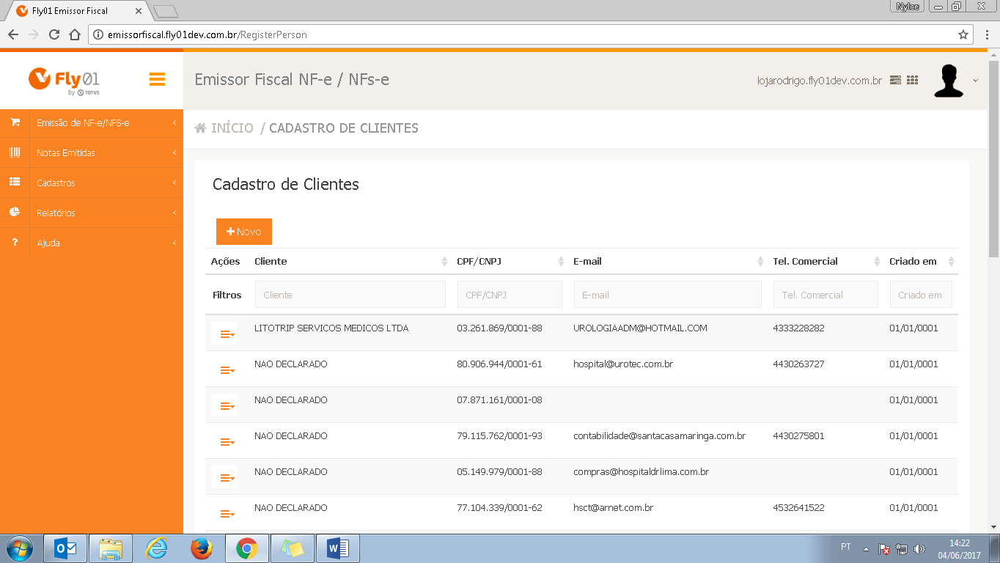 Fly01 Emissor Fiscal
Nylce
emissorfiscal.fly01dev.com.br/RegisterPerson
Fly01
by TOTVS
Emissor Fiscal NF-e / NFs-e
lojarodrigo.fly01dev.com.br
Emissão de NF-e/NFS-e
Notas Emitidas
Cadastros
Relatórios
Ajuda
INÍCIO / CADASTRO DE CLIENTES
Cadastro de Clientes
+ Novo
Ações Cliente CPF/CNPJ E-mail Tel. Comercial Criado em
Filtros Cliente CPF/CNPJ E-mail Tel. Comercial Criado em
LITOTRIP SERVICOS MEDICOS LTDA 03.261.869/0001-88 UROLOGIAADM@HOTMAIL.COM 4333228282 01/01/0001
NAO DECLARADO 80.906.944/0001-61 hospital@urotec.com.br 4430263727 01/01/0001
NAO DECLARADO 07.871.161/0001-08 01/01/0001
NAO DECLARADO 79.115.762/0001-93 contabilidade@santacasamaringa.com.br 4430275801 01/01/0001
NAO DECLARADO 05.149.979/0001-88 compras@hospitaldrlima.com.br 01/01/0001
NAO DECLARADO 77.104.339/0001-62 hsct@arnet.com.br 4532641522 01/01/0001
PT
14:22
04/06/2017